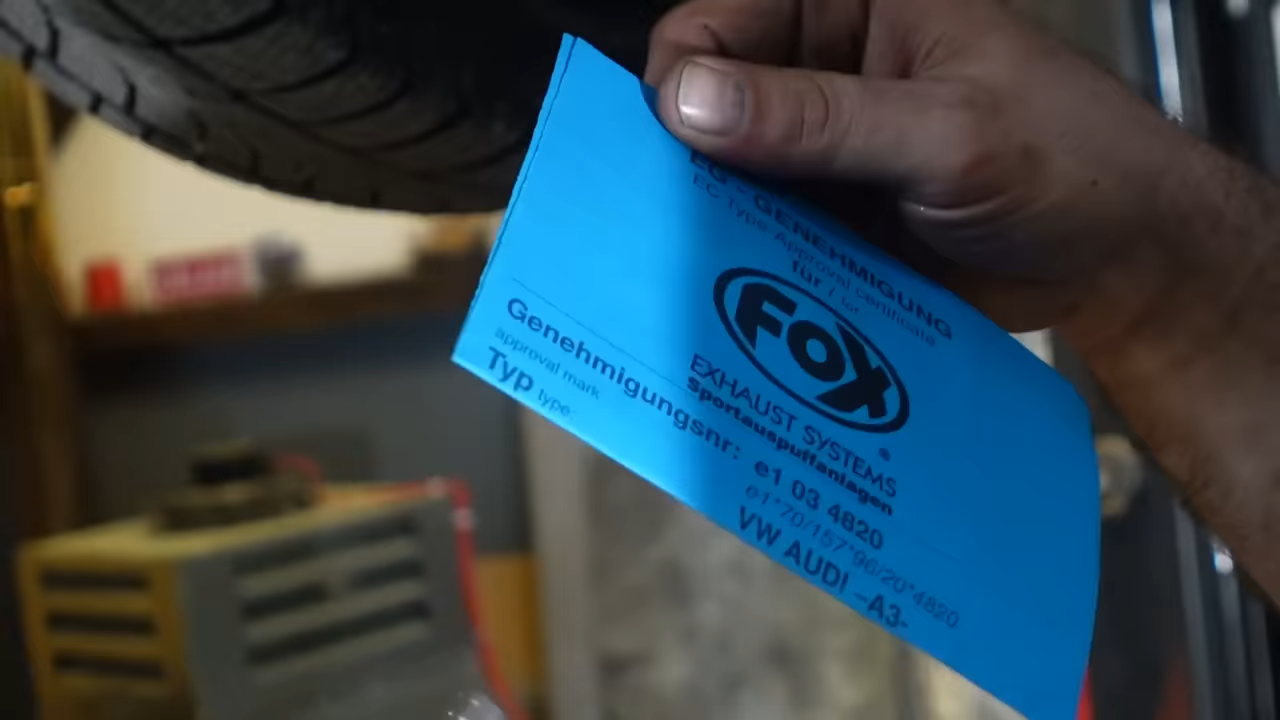 EG - GENEHMIGUNG
EC Type-Approval certificate
für / for
FOX
EXHAUST SYSTEMS
Sportauspuffanlagen
Genehmigungsnr: e1 03 4820
approval mark e1*70/157*96/20*4820
Typ type: VW AUDI -A3-